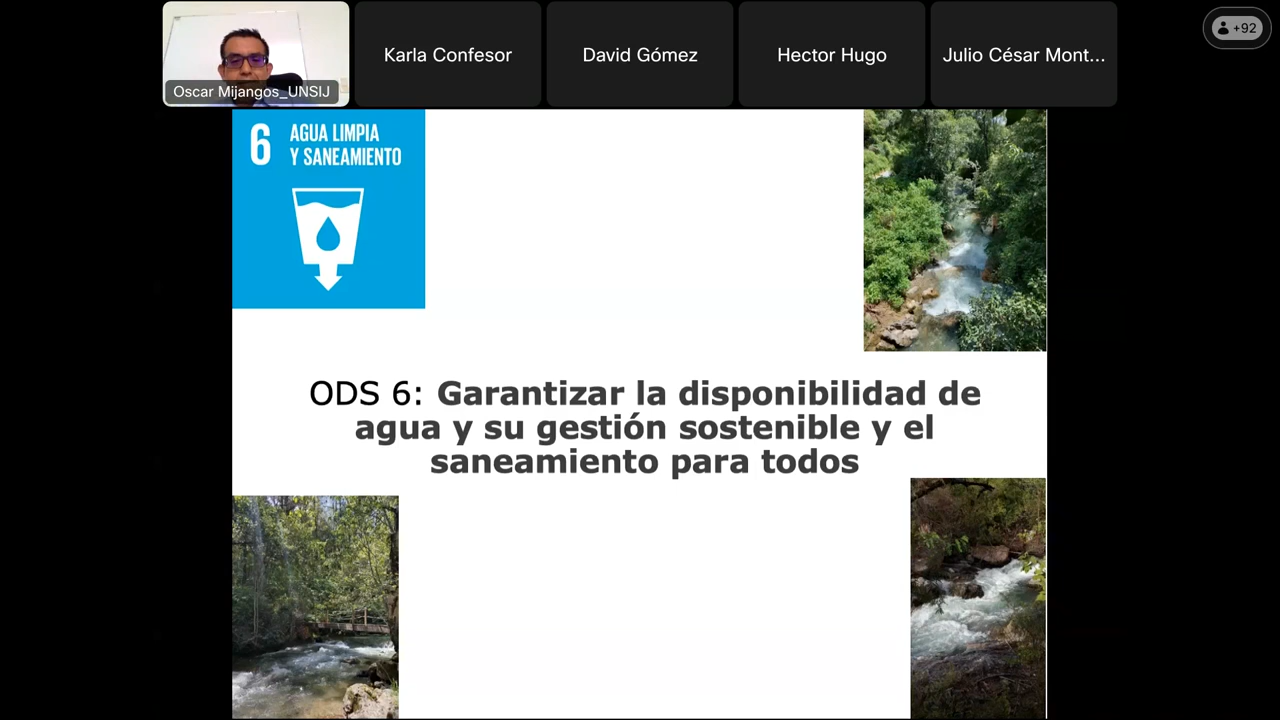 +92
Karla Confesor
David Gómez
Hector Hugo
Julio César Mont...
Oscar Mijangos_UNSIJ
6 AGUA LIMPIA
Y SANEAMIENTO
ODS 6: Garantizar la disponibilidad de
agua y su gestión sostenible y el
saneamiento para todos